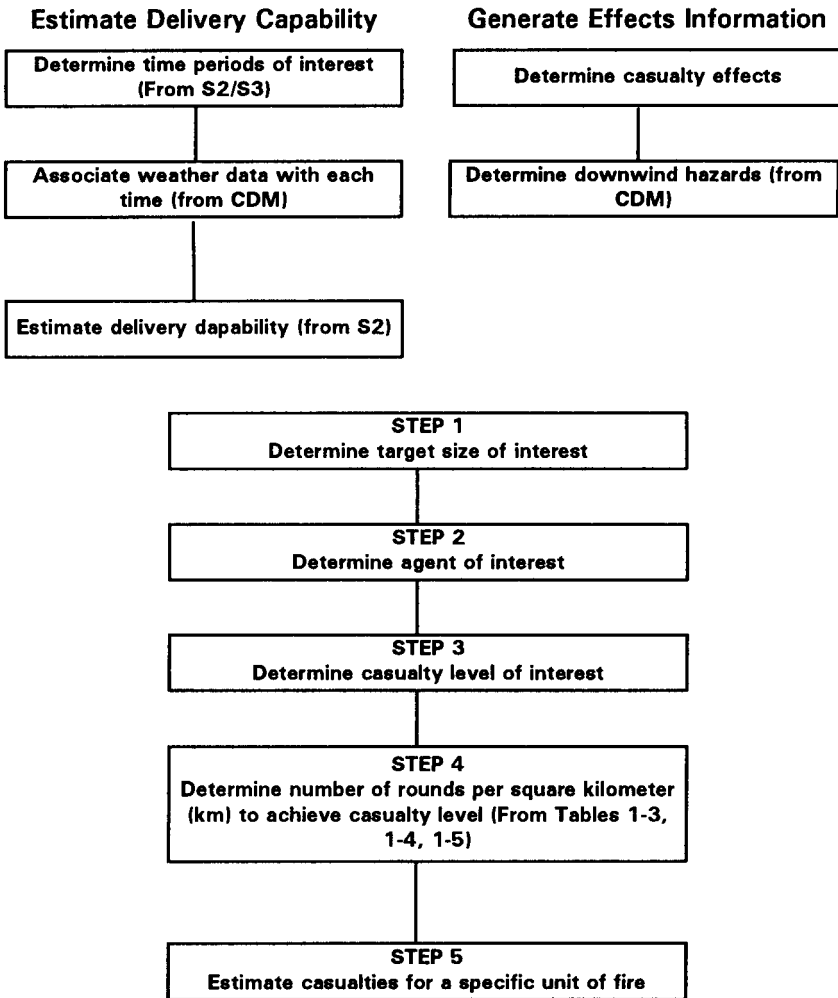 Estimate Delivery Capability
Determine time periods of interest
(From S2/S3)
Associate weather data with each
time (from CDM)
Estimate delivery dapability (from S2)
Generate Effects Information
Determine casualty effects
Determine downwind hazards (from
CDM)
STEP 1
Determine target size of interest
STEP 2
Determine agent of interest
STEP 3
Determine casualty level of interest
STEP 4
Determine number of rounds per square kilometer
(km) to achieve casualty level (From Tables 1-3,
1-4, 1-5)
STEP 5
Estimate casualties for a specific unit of fire